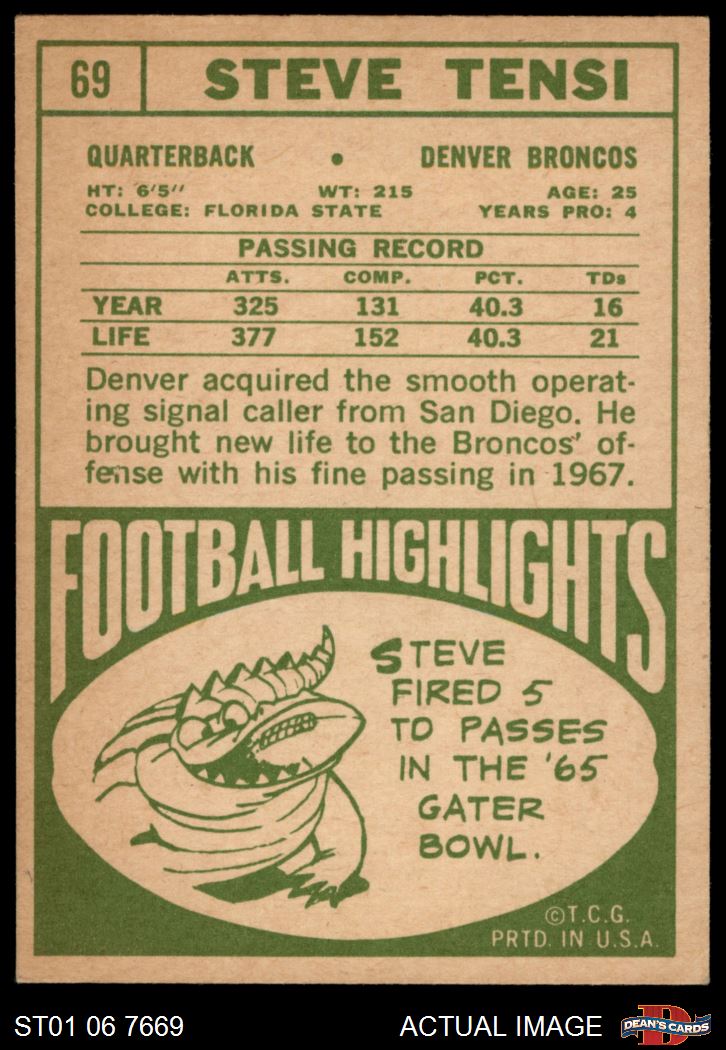 69 STEVE TENSI
QUARTERBACK • DENVER BRONCOS
HT: 6'5" WT: 215 AGE: 25
COLLEGE: FLORIDA STATE YEARS PRO: 4
PASSING RECORD
ATTS. COMP. PCT. TDs
YEAR 325 131 40.3 16
LIFE 377 152 40.3 21
Denver acquired the smooth operat-
ing signal caller from San Diego. He
brought new life to the Broncos' of-
fense with his fine passing in 1967.
FOOTBALL HIGHLIGHTS
STEVE
FIRED 5
TD PASSES
IN THE '65
GATER
BOWL.
©T.C.G.
PRTD. IN U.S.A.
ST01 06 7669 ACTUAL IMAGE
D
DEAN'S CARDS